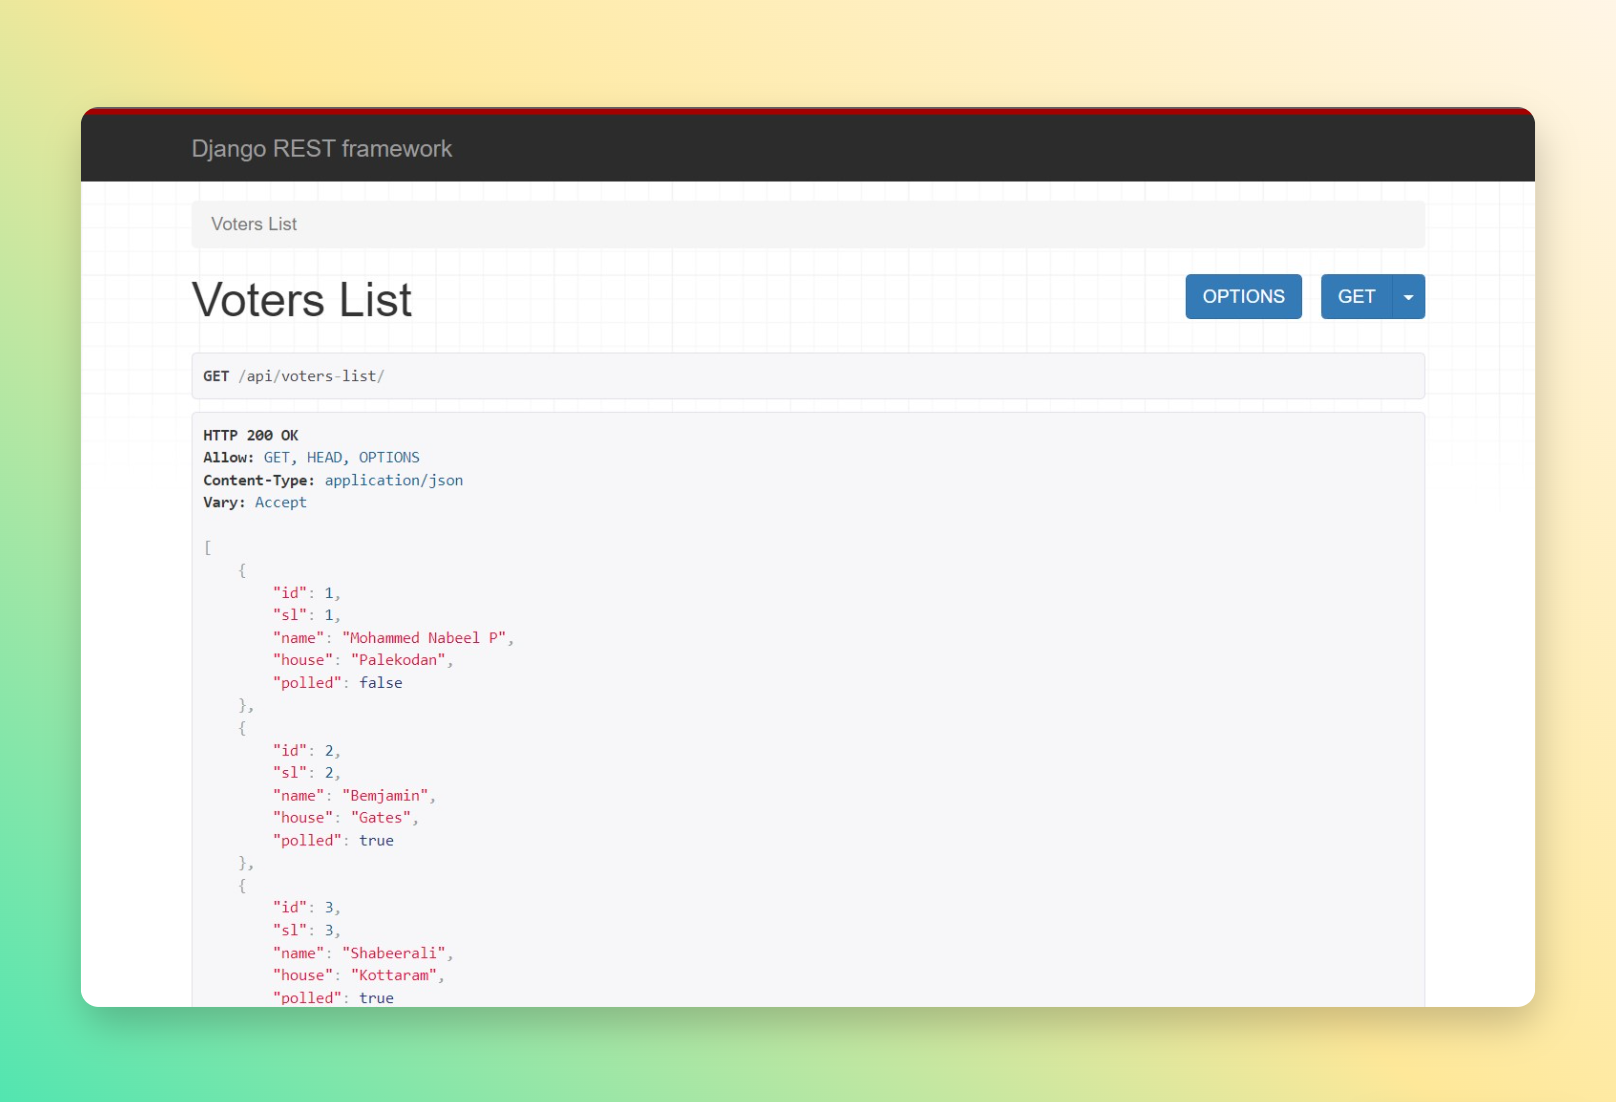 Django REST framework
Voters List
Voters List
OPTIONS
GET
GET /api/voters-list/
HTTP 200 OK
Allow: GET, HEAD, OPTIONS
Content-Type: application/json
Vary: Accept
[
{
"id": 1,
"sl": 1,
"name": "Mohammed Nabeel P",
"house": "Palekodan",
"polled": false
},
{
"id": 2,
"sl": 2,
"name": "Bemjamin",
"house": "Gates",
"polled": true
},
{
"id": 3,
"sl": 3,
"name": "Shabeerali",
"house": "Kottaram",
"polled": true